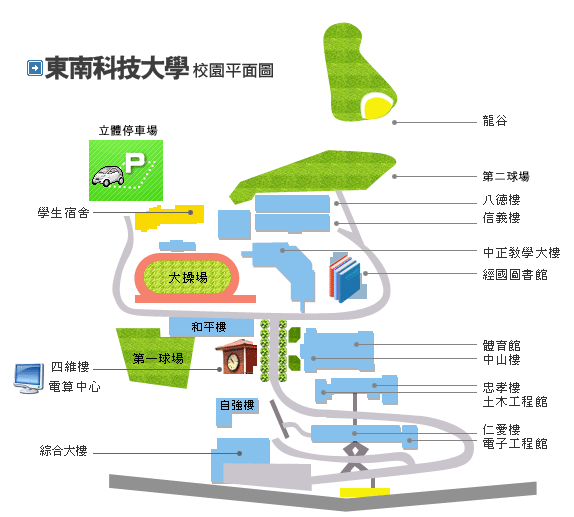 東南科技大學 校園平面圖
龍谷
立體停車場
P
第二球場
八德樓
學生宿舍
信義樓
中正教學大樓
經國圖書館
大操場
和平樓
體育館
第一球場
中山樓
四維樓
電算中心
忠孝樓
土木工程館
自強樓
仁愛樓
電子工程館
綜合大樓